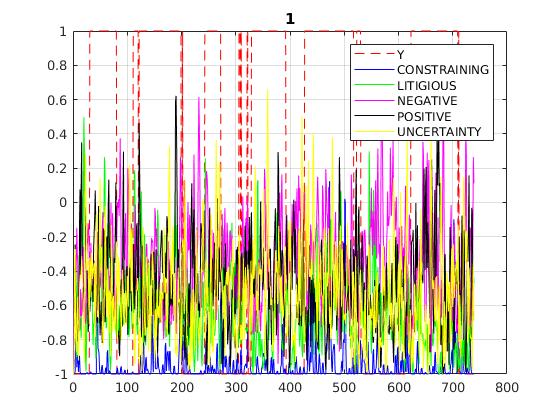 1
Y
CONSTRAINING
LITIGIOUS
NEGATIVE
POSITIVE
UNCERTAINTY
1
0.8
0.6
0.4
0.2
0
-0.2
-0.4
-0.6
-0.8
-1
0 100 200 300 400 500 600 700 800